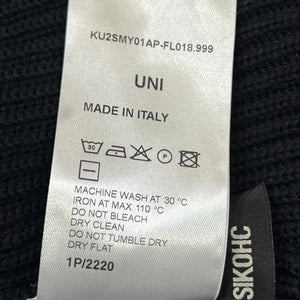 KU2SMY01AP-FL018.999
UNI
MADE IN ITALY
30
P
MACHINE WASH AT 30 °C
IRON AT MAX 110 °C
DO NOT BLEACH
DRY CLEAN
DO NOT TUMBLE DRY
DRY FLAT
1P/2220
SIKOHC